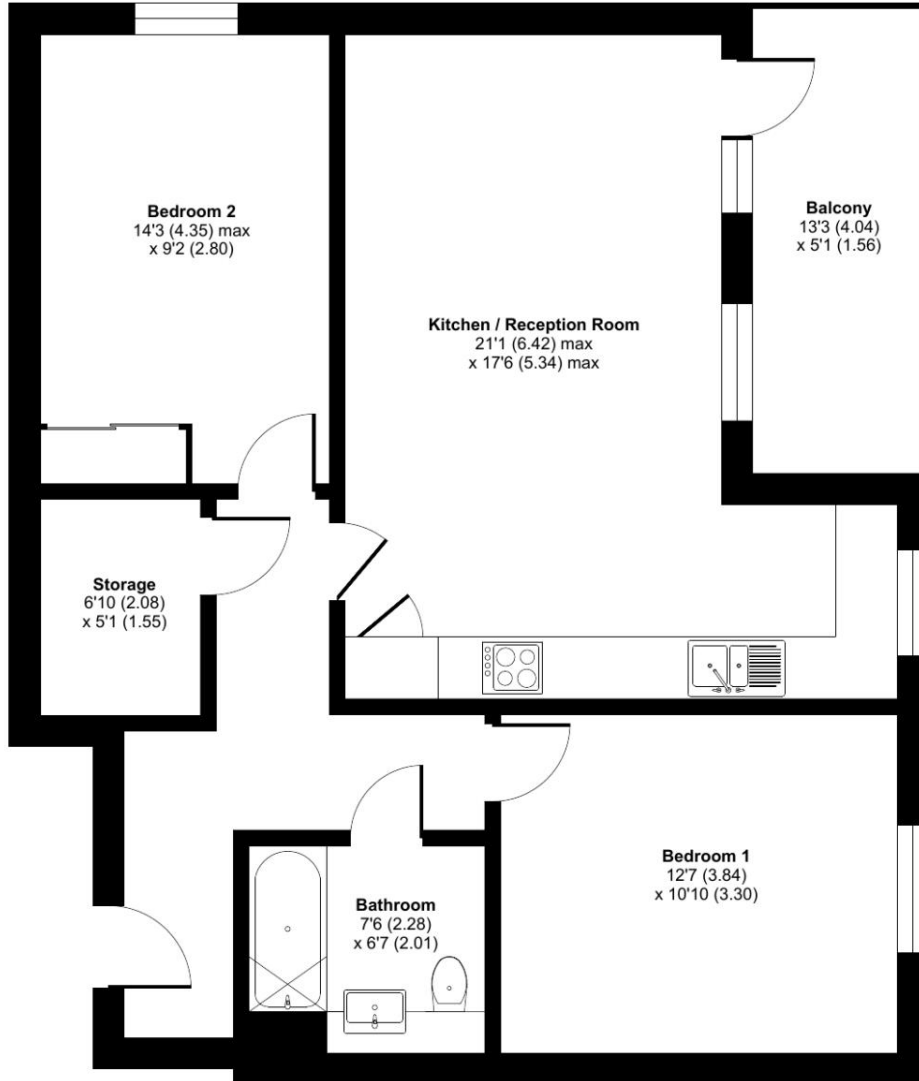 Bedroom 2
14'3 (4.35) max
x 9'2 (2.80)
Balcony
13'3 (4.04)
x 5'1 (1.56)
Kitchen / Reception Room
21'1 (6.42) max
x 17'6 (5.34) max
Storage
6'10 (2.08)
x 5'1 (1.55)
Bedroom 1
12'7 (3.84)
x 10'10 (3.30)
Bathroom
7'6 (2.28)
x 6'7 (2.01)